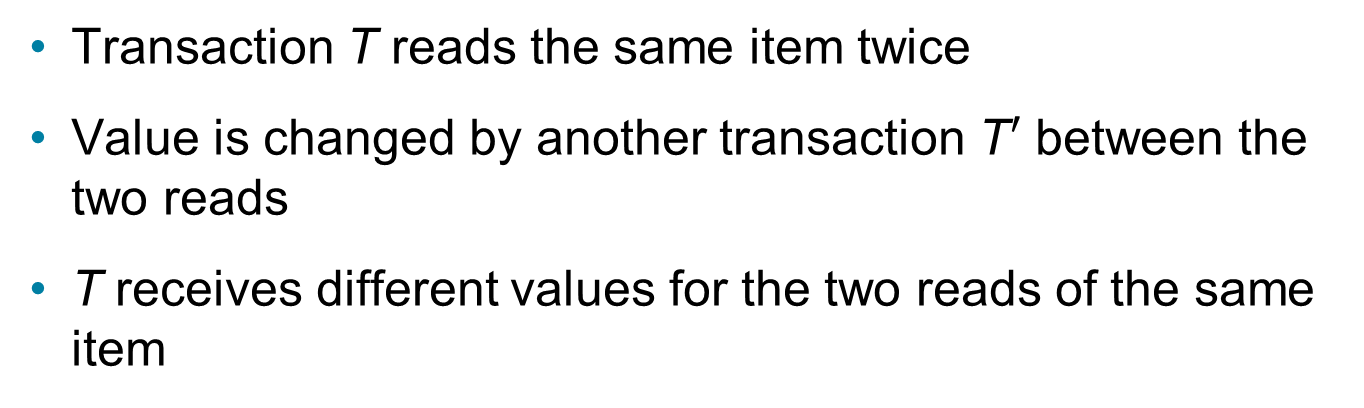 • Transaction T reads the same item twice
• Value is changed by another transaction T′ between the
two reads
• T receives different values for the two reads of the same
item